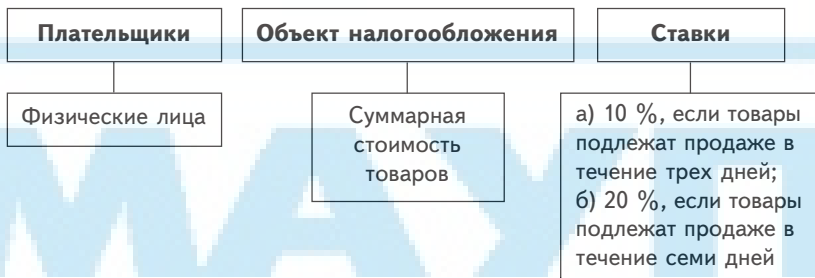 Плательщики
Объект налогообложения
Ставки
Физические лица
Суммарная
стоимость
товаров
а) 10 %, если товары
подлежат продаже в
течение трех дней;
б) 20 %, если товары
подлежат продаже в
течение семи дней